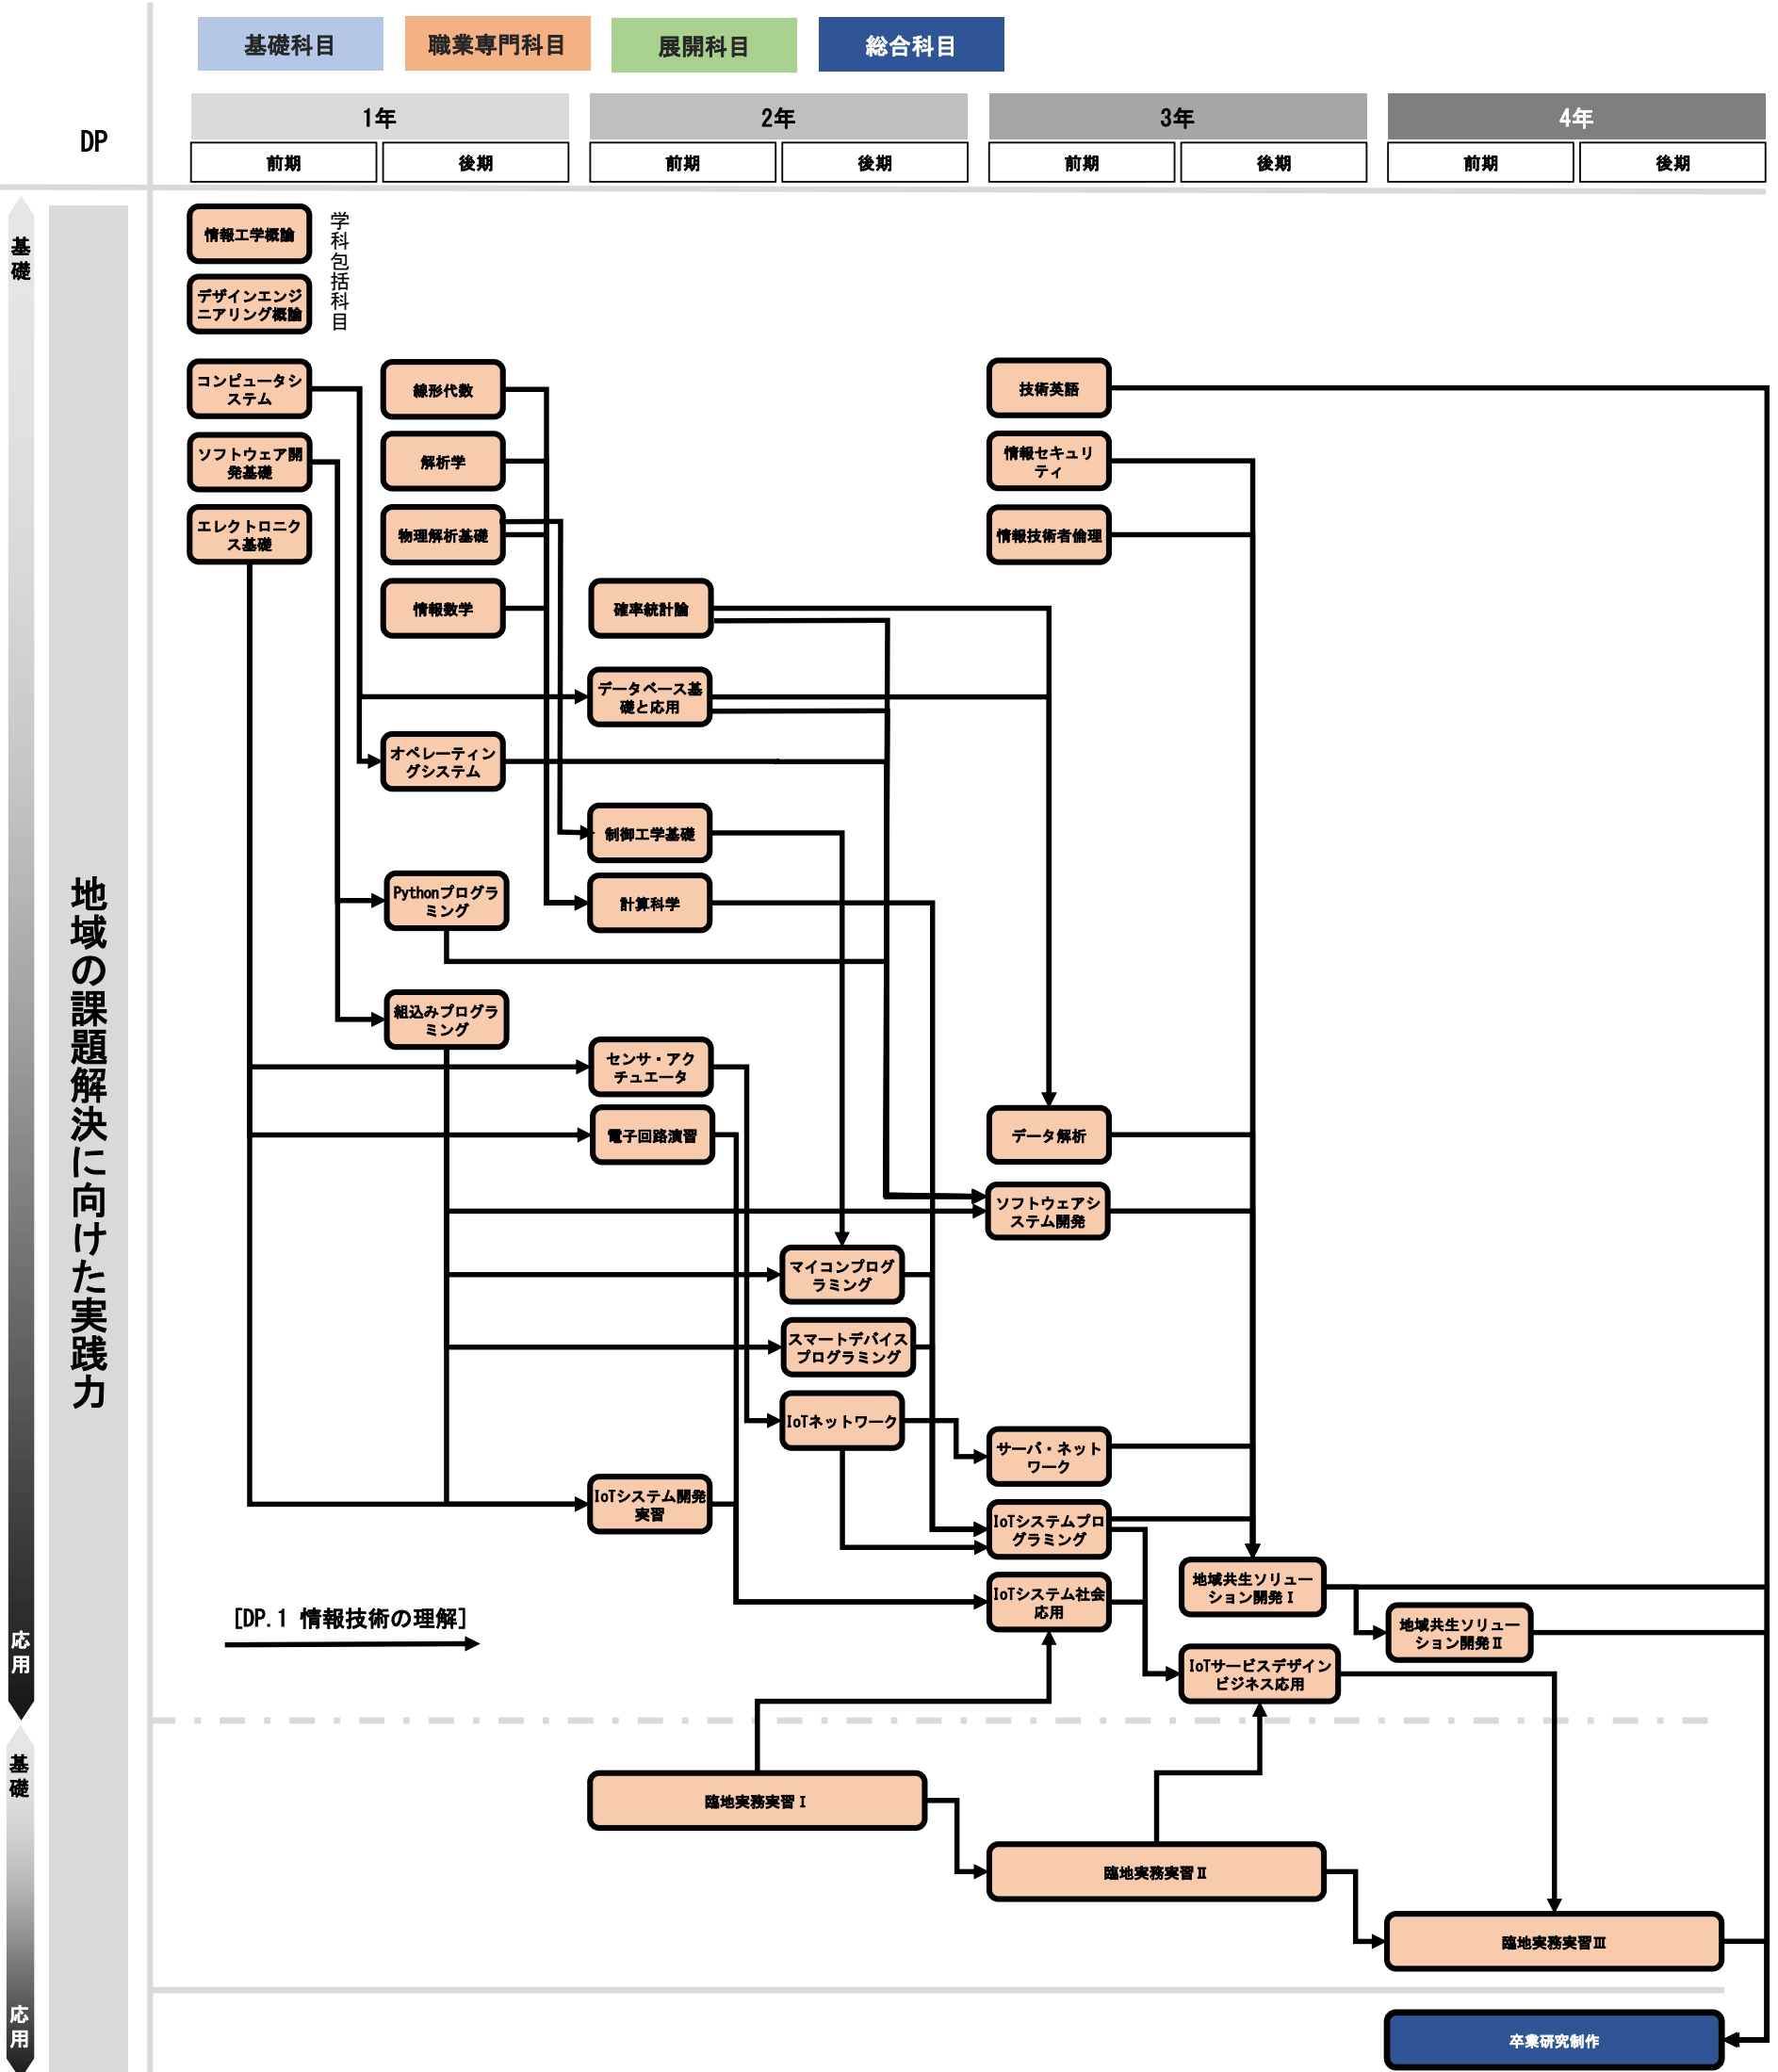 基礎科目
職業専門科目
展開科目
総合科目
DP
1年
2年
3年
4年
前期
後期
前期
後期
前期
後期
前期
後期
基礎
応用
基礎
応用
地域の課題解決に向けた実践力
情報工学概論
学科包括科目
デザインエンジ
ニアリング概論
コンピュータシ
ステム
線形代数
技術英語
ソフトウェア開
発基礎
解析学
情報セキュリ
ティ
エレクトロニク
ス基礎
物理解析基礎
情報技術者倫理
情報数学
確率統計論
データベース基
礎と応用
オペレーティン
グシステム
制御工学基礎
Pythonプログラ
ミング
計算科学
組込みプログラ
ミング
センサ・アク
チュエータ
電子回路演習
データ解析
ソフトウェアシ
ステム開発
マイコンプログ
ラミング
スマートデバイス
プログラミング
IoTネットワーク
サーバ・ネット
ワーク
IoTシステム開発
実習
IoTシステムプロ
グラミング
IoTシステム社会
応用
地域共生ソリュー
ション開発Ⅰ
地域共生ソリュー
ション開発Ⅱ
[DP.1 情報技術の理解]
IoTサービスデザイン
ビジネス応用
臨地実務実習Ⅰ
臨地実務実習Ⅱ
臨地実務実習Ⅲ
卒業研究制作